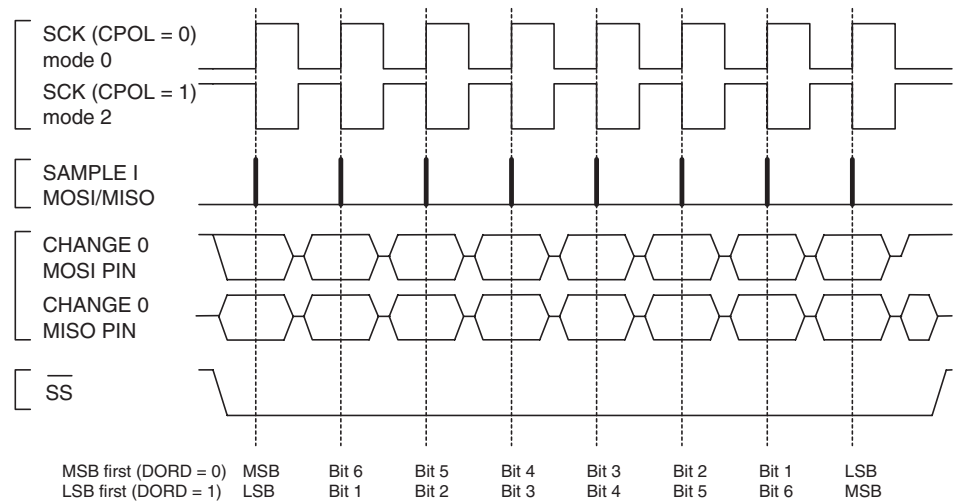 SCK (CPOL = 0)
mode 0
SCK (CPOL = 1)
mode 2
SAMPLE I
MOSI/MISO
CHANGE 0
MOSI PIN
CHANGE 0
MISO PIN
SS
MSB first (DORD = 0) MSB Bit 6 Bit 5 Bit 4 Bit 3 Bit 2 Bit 1 LSB
LSB first (DORD = 1) LSB Bit 1 Bit 2 Bit 3 Bit 4 Bit 5 Bit 6 MSB